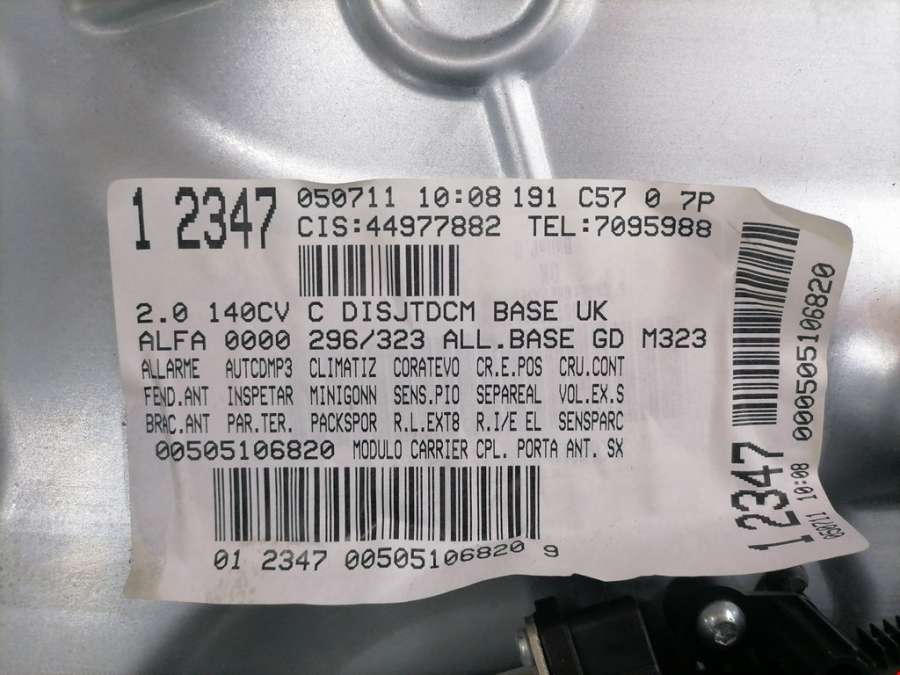 1 2347
050711 10:08 191 C57 0 7P
CIS:44977882 TEL:7095988
2.0 140CV C DISJTDCM BASE UK
ALFA 0000 296/323 ALL.BASE GD M323
ALLARME AUTCDMP3 CLIMATIZ CORATEVO CR.E.POS CRU.CONT
FEND.ANT INSPETAR MINIGONN SENS.PIO SEPAREAL VOL.EX.S
BRAC.ANT PAR.TER. PACKSPOR R.L.EXT8 R.I/E EL SENSPARC
00505106820 MODULO CARRIER CPL. PORTA ANT. SX
01 2347 00505106820 9
1 2347
050711 10:08 00505106820